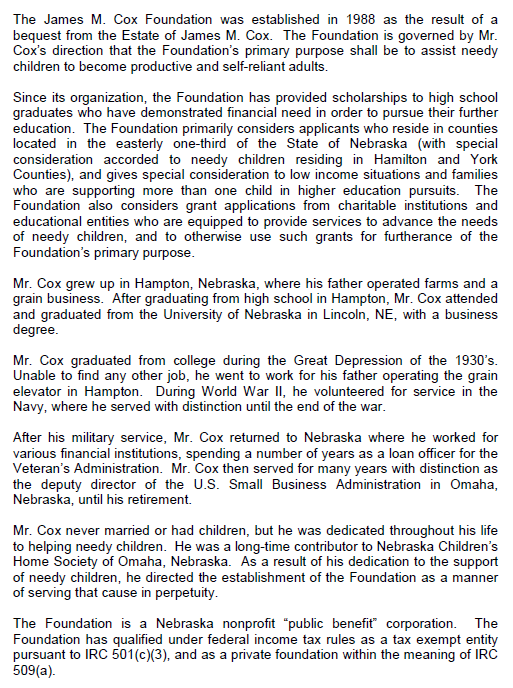 The James M. Cox Foundation was established in 1988 as the result of a
bequest from the Estate of James M. Cox.  The Foundation is governed by Mr.
Cox's direction that the Foundation's primary purpose shall be to assist needy
children to become productive and self-reliant adults.

Since its organization, the Foundation has provided scholarships to high school
graduates who have demonstrated financial need in order to pursue their further
education.  The Foundation primarily considers applicants who reside in counties
located in the easterly one-third of the State of Nebraska (with special
consideration accorded to needy children residing in Hamilton and York
Counties), and gives special consideration to low income situations and families
who are supporting more than one child in higher education pursuits.  The
Foundation also considers grant applications from charitable institutions and
educational entities who are equipped to provide services to advance the needs
of needy children, and to otherwise use such grants for furtherance of the
Foundation's primary purpose.

Mr. Cox grew up in Hampton, Nebraska, where his father operated farms and a
grain business.  After graduating from high school in Hampton, Mr. Cox attended
and graduated from the University of Nebraska in Lincoln, NE, with a business
degree.

Mr. Cox graduated from college during the Great Depression of the 1930's.
Unable to find any other job, he went to work for his father operating the grain
elevator in Hampton.  During World War II, he volunteered for service in the
Navy, where he served with distinction until the end of the war.

After his military service, Mr. Cox returned to Nebraska where he worked for
various financial institutions, spending a number of years as a loan officer for the
Veteran's Administration.  Mr. Cox then served for many years with distinction as
the deputy director of the U.S. Small Business Administration in Omaha,
Nebraska, until his retirement.

Mr. Cox never married or had children, but he was dedicated throughout his life
to helping needy children.  He was a long-time contributor to Nebraska Children's
Home Society of Omaha, Nebraska.  As a result of his dedication to the support
of needy children, he directed the establishment of the Foundation as a manner
of serving that cause in perpetuity.

The Foundation is a Nebraska nonprofit "public benefit" corporation.  The
Foundation has qualified under federal income tax rules as a tax exempt entity
pursuant to IRC 501(c)(3), and as a private foundation within the meaning of IRC
509(a).